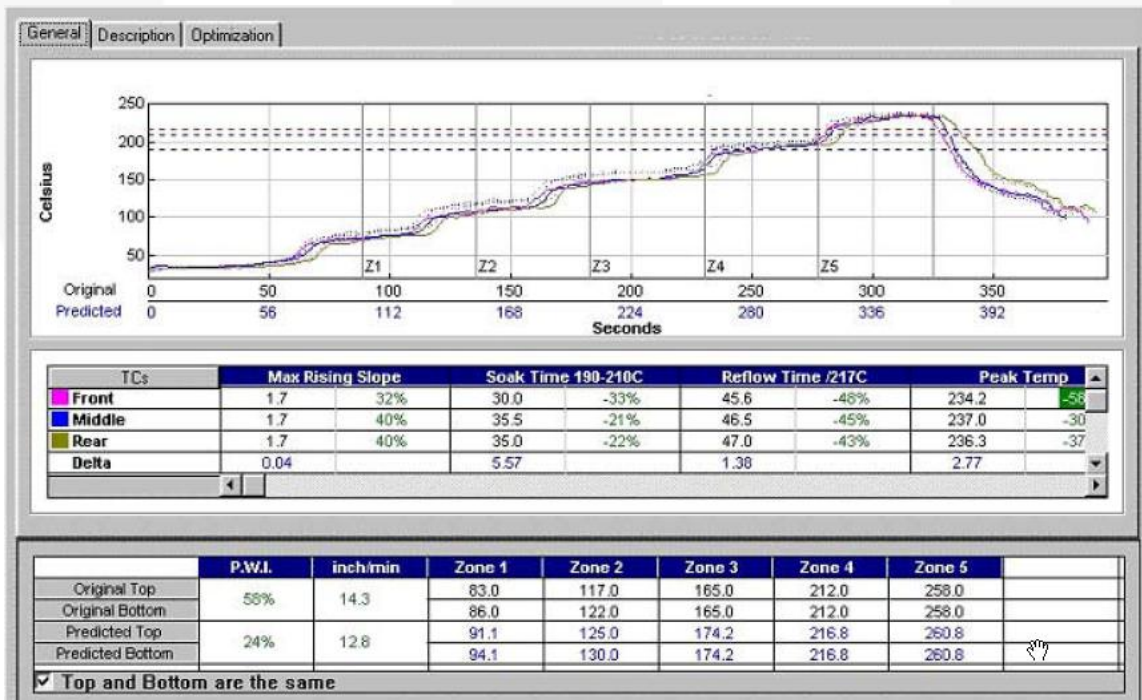 General Description Optimization
250
200
150
100
50
Celsius
Z1 Z2 Z3 Z4 Z5
Original 0 50 100 150 200 250 300 350
Predicted 0 56 112 168 224 280 336 392
Seconds
TCs Max Rising Slope Soak Time 190-210C Reflow Time /217C Peak Temp
Front 1.7 32% 30.0 -33% 45.6 -48% 234.2
Middle 1.7 40% 35.5 -21% 46.5 -45% 237.0 -30
Rear 1.7 40% 35.0 -22% 47.0 -43% 236.3 -37
Delta 0.04 5.57 1.38 2.77
P.W.I. inch/min Zone 1 Zone 2 Zone 3 Zone 4 Zone 5
Original Top 58% 14.3 83.0 117.0 165.0 212.0 258.0
Original Bottom 86.0 122.0 165.0 212.0 258.0
Predicted Top 24% 12.8 91.1 125.0 174.2 216.8 260.8
Predicted Bottom 94.1 130.0 174.2 216.8 260.8
Top and Bottom are the same